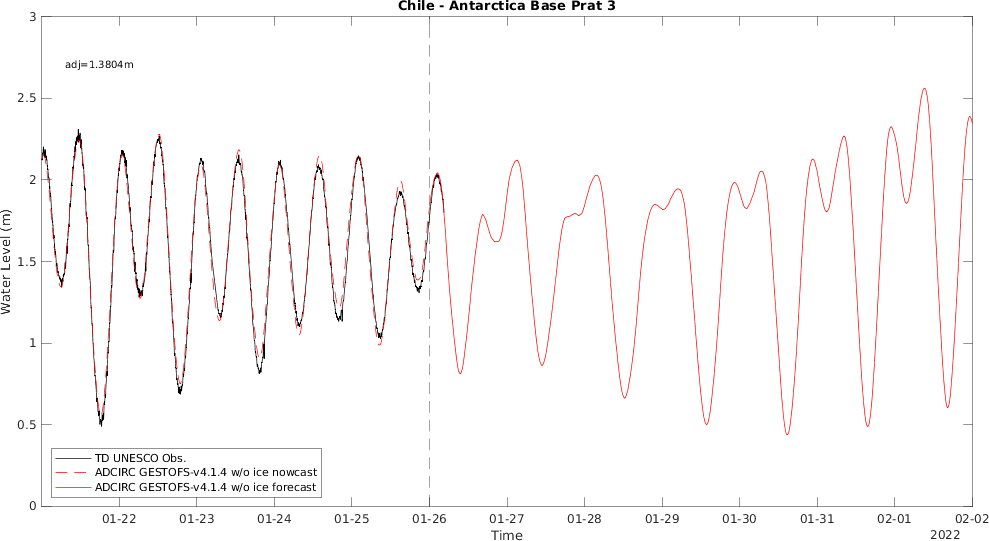 Chile - Antarctica Base Prat 3
3
adj=1.3804m
2.5
2
1.5
1
0.5
0
Water Level (m)
TD UNESCO Obs.
ADCIRC GESTOFS-v4.1.4 w/o ice nowcast
ADCIRC GESTOFS-v4.1.4 w/o ice forecast
01-22 01-23 01-24 01-25 01-26 01-27 01-28 01-29 01-30 01-31 02-01 02-02
Time
2022